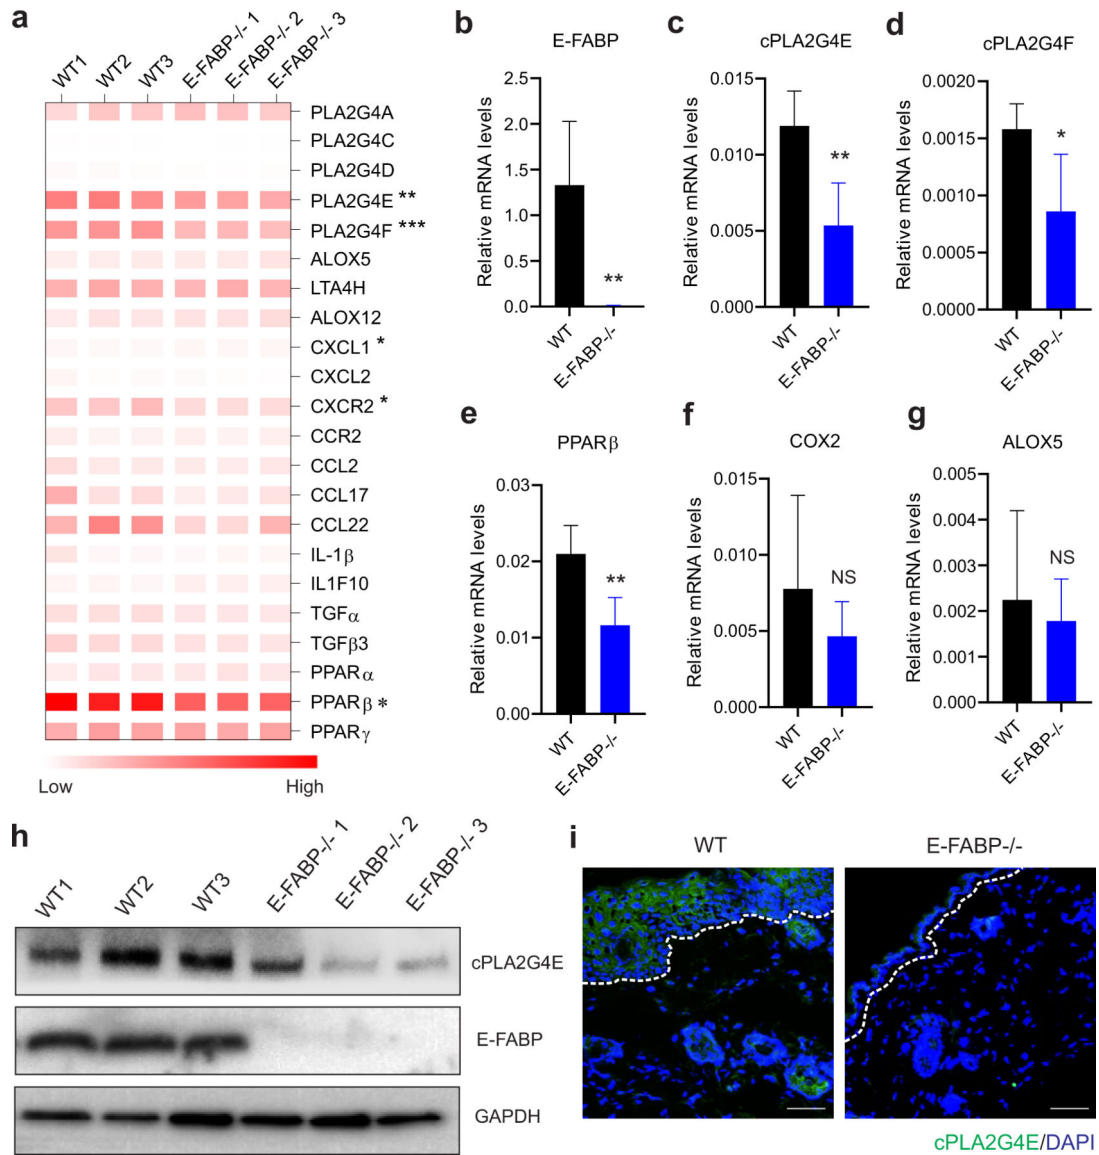 a
WT1 WT2 WT3 E-FABP-/- 1 E-FABP-/- 2 E-FABP-/- 3
PLA2G4A
PLA2G4C
PLA2G4D
PLA2G4E **
PLA2G4F ***
ALOX5
LTA4H
ALOX12
CXCL1 *
CXCL2
CXCR2 *
CCR2
CCL2
CCL17
CCL22
IL-1β
IL1F10
TGFα
TGFβ3
PPARα
PPARβ *
PPARγ
Low High
b
E-FABP
Relative mRNA levels
2.5
2.0
1.5
1.0
0.5
0.0
**
WT E-FABP-/-
c
cPLA2G4E
Relative mRNA levels
0.015
0.010
0.005
0.000
**
WT E-FABP-/-
d
cPLA2G4F
Relative mRNA levels
0.0020
0.0015
0.0010
0.0005
0.0000
*
WT E-FABP-/-
e
PPARβ
Relative mRNA levels
0.03
0.02
0.01
0.00
**
WT E-FABP-/-
f
COX2
Relative mRNA levels
0.015
0.010
0.005
0.000
NS
WT E-FABP-/-
g
ALOX5
Relative mRNA levels
0.005
0.004
0.003
0.002
0.001
0.000
NS
WT E-FABP-/-
h
WT1 WT2 WT3 E-FABP-/- 1 E-FABP-/- 2 E-FABP-/- 3
cPLA2G4E
E-FABP
GAPDH
i
WT E-FABP-/-
cPLA2G4E/DAPI